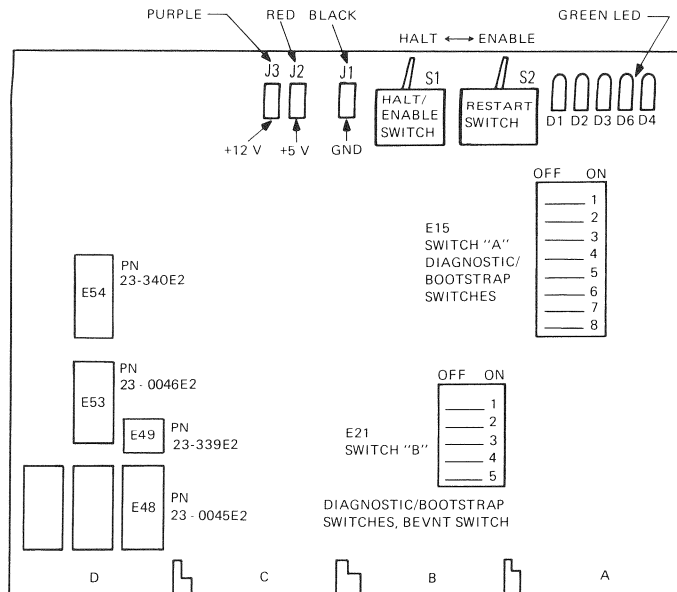 PURPLE RED BLACK GREEN LED
HALT ENABLE
J3 J2 J1 S1 S2
HALT/
ENABLE
SWITCH
RESTART
SWITCH
D1 D2 D3 D6 D4
+12 V +5 V GND
OFF ON
1
2
3
4
5
6
7
8
E15
SWITCH "A"
DIAGNOSTIC/
BOOTSTRAP
SWITCHES
E54
PN
23-340E2
E53
PN
23 - 0046E2
E49
PN
23-339E2
E48
PN
23 - 0045E2
OFF ON
1
2
3
4
5
E21
SWITCH "B"
DIAGNOSTIC/BOOTSTRAP
SWITCHES, BEVNT SWITCH
D C B A